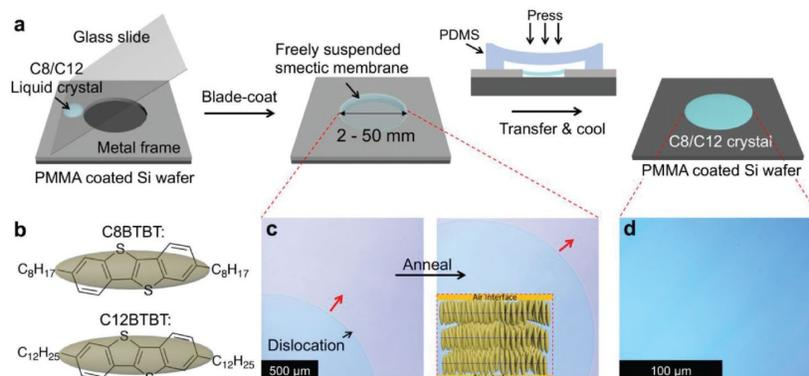 a
Glass slide
C8/C12
Liquid crystal
Metal frame
PMMA coated Si wafer
Blade-coat
Freely suspended
smectic membrane
2 - 50 mm
PDMS
Press
Transfer & cool
C8/C12 crystal
PMMA coated Si wafer
b
C8BTBT:
S
C8H17
C8H17
S
C12BTBT:
S
C12H25
C12H25
S
c
Anneal
Dislocation
500 µm
Air Interface
d
100 µm